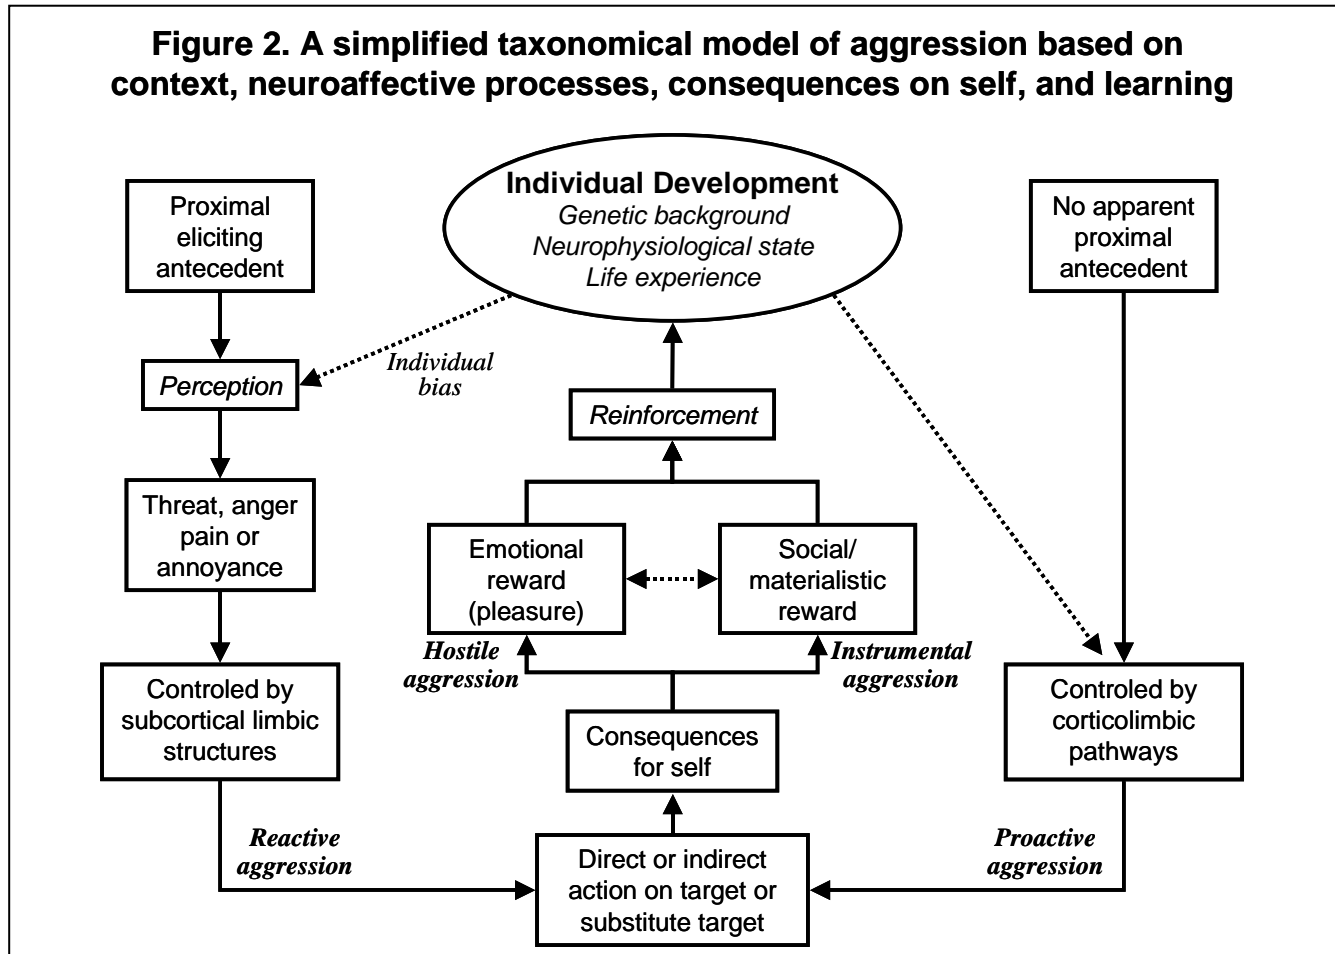 Figure 2. A simplified taxonomical model of aggression based on
context, neuroaffective processes, consequences on self, and learning
Proximal
eliciting
antecedent
Individual Development
Genetic background
Neurophysiological state
Life experience
No apparent
proximal
antecedent
Perception
Individual
bias
Reinforcement
Threat, anger
pain or
annoyance
Emotional
reward
(pleasure)
Social/
materialistic
reward
Hostile
aggression
Instrumental
aggression
Controled by
subcortical limbic
structures
Consequences
for self
Controled by
corticolimbic
pathways
Reactive
aggression
Direct or indirect
action on target or
substitute target
Proactive
aggression